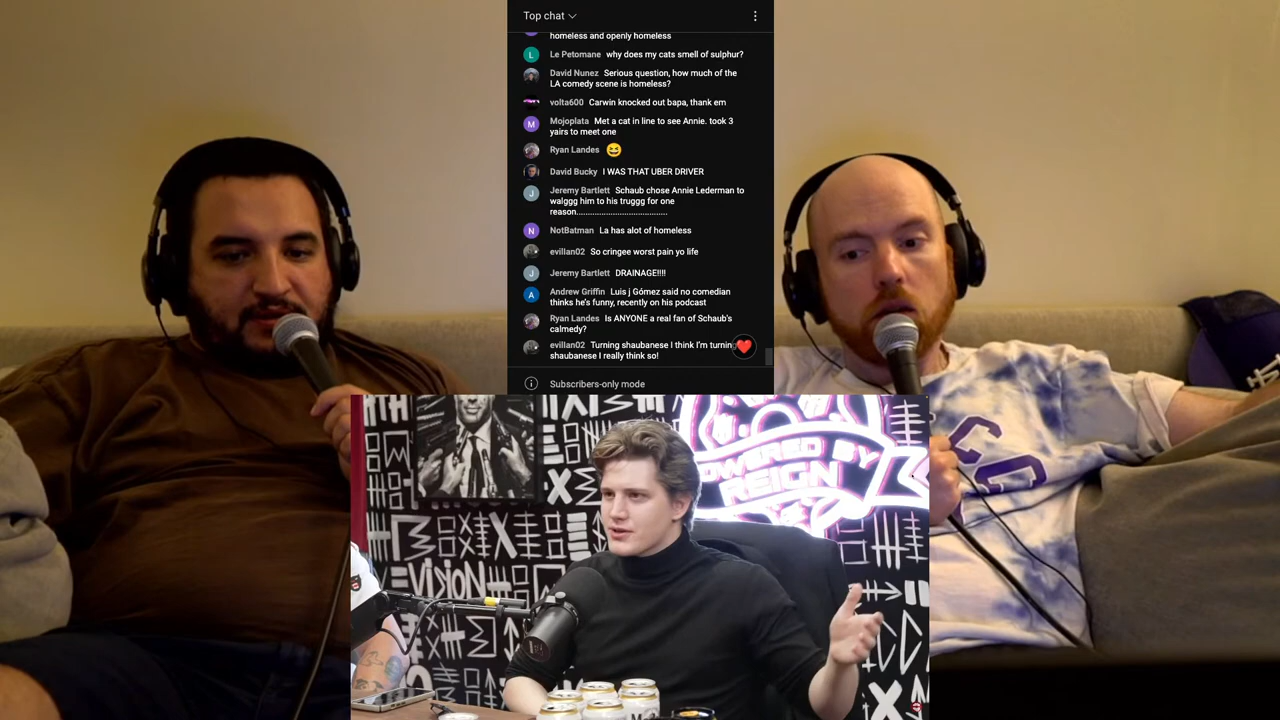 Top chat
homeless and openly homeless
L Le Petomane why does my cats smell of sulphur?
David Nunez Serious question, how much of the
LA comedy scene is homeless?
volta600 Carwin knocked out bapa, thank em
M Mojoplata Met a cat in line to see Annie. took 3
yairs to meet one
Ryan Landes 😆
David Bucky I WAS THAT UBER DRIVER
J Jeremy Bartlett Schaub chose Annie Lederman to
walggg him to his truggg for one
reason......................................
N NotBatman La has alot of homeless
evillan02 So cringee worst pain yo life
J Jeremy Bartlett DRAINAGE!!!!
A Andrew Griffin Luis j Gómez said no comedian
thinks he's funny, recently on his podcast
Ryan Landes Is ANYONE a real fan of Schaub's
calmedy?
evillan02 Turning shaubanese I think I'm turning
shaubanese I really think so!
Subscribers-only mode
POWERED BY
REIGN